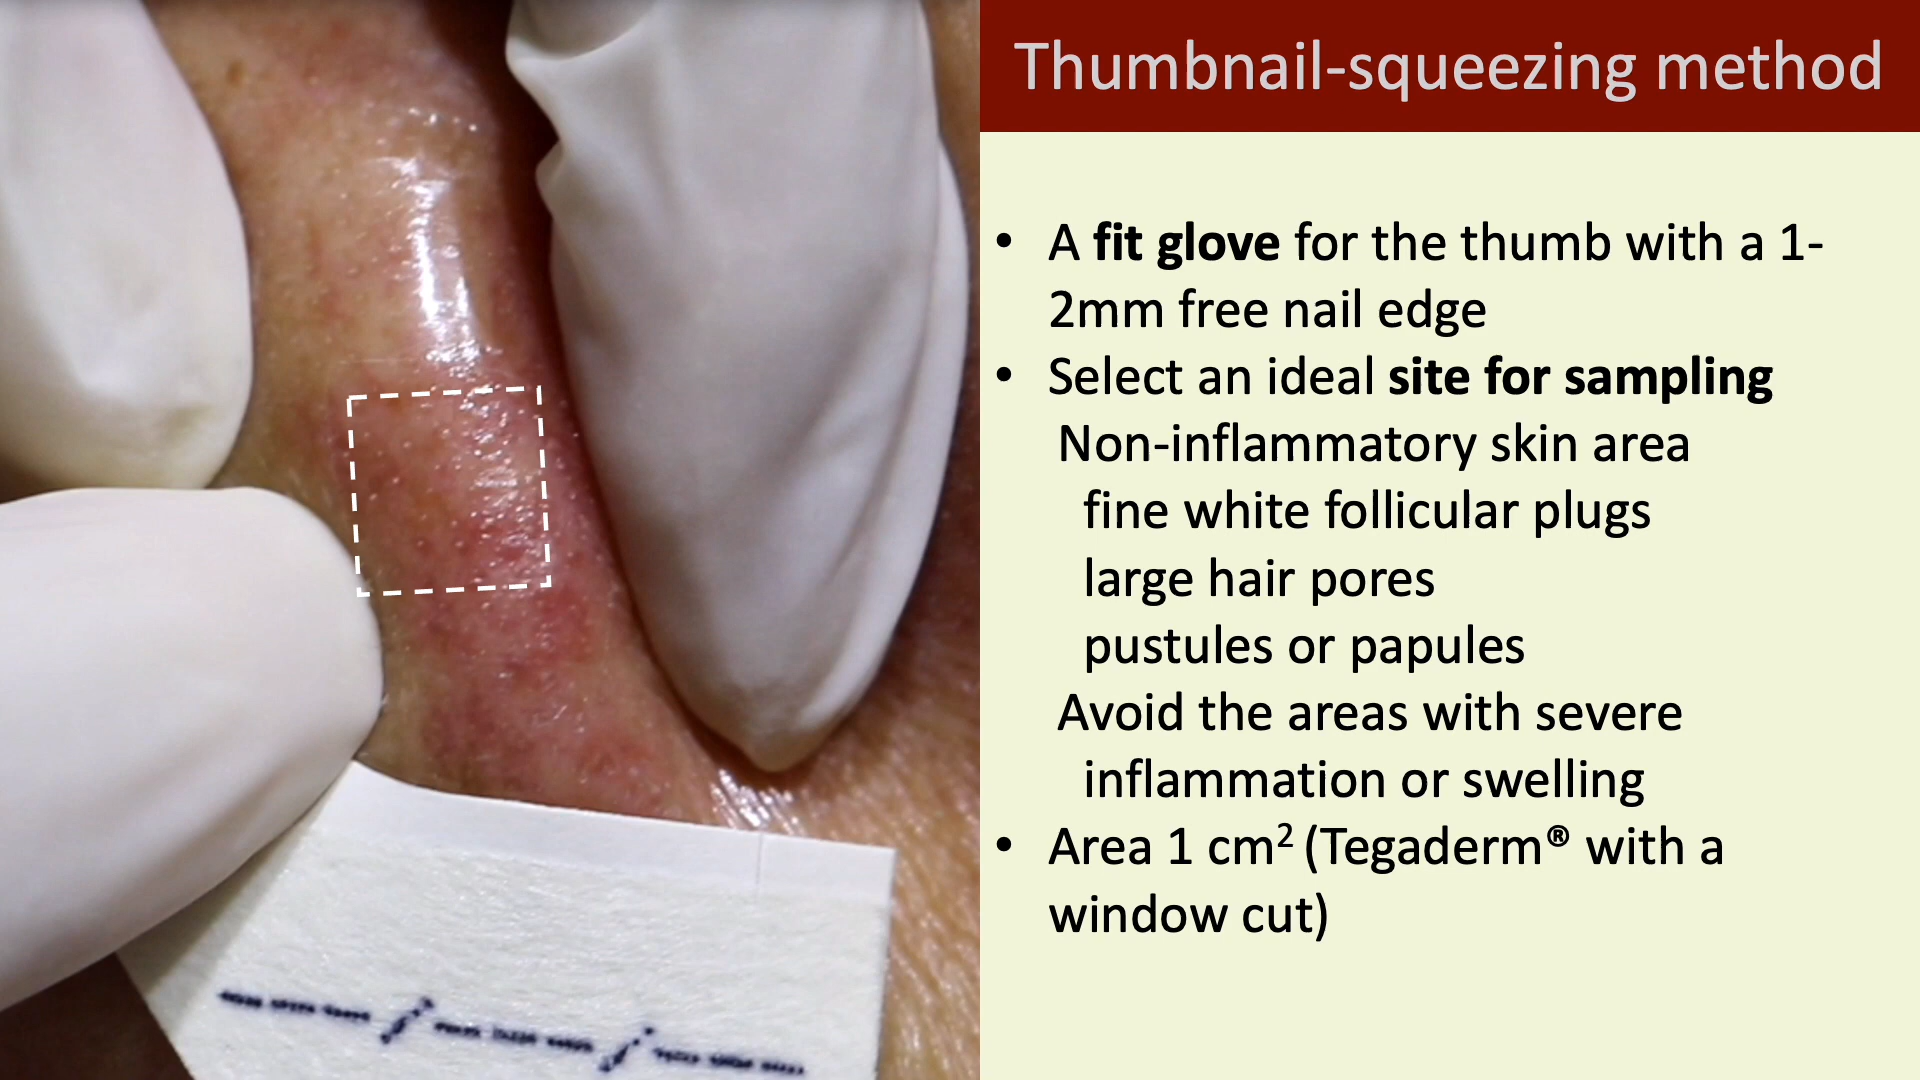 Thumbnail-squeezing method
• A fit glove for the thumb with a 1-
2mm free nail edge
• Select an ideal site for sampling
Non-inflammatory skin area
fine white follicular plugs
large hair pores
pustules or papules
Avoid the areas with severe
inflammation or swelling
• Area 1 cm² (Tegaderm® with a
window cut)